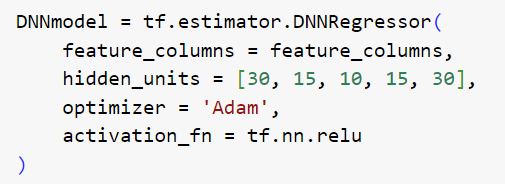 DNNmodel = tf.estimator.DNNRegressor(
    feature_columns = feature_columns,
    hidden_units = [30, 15, 10, 15, 30],
    optimizer = 'Adam',
    activation_fn = tf.nn.relu
)